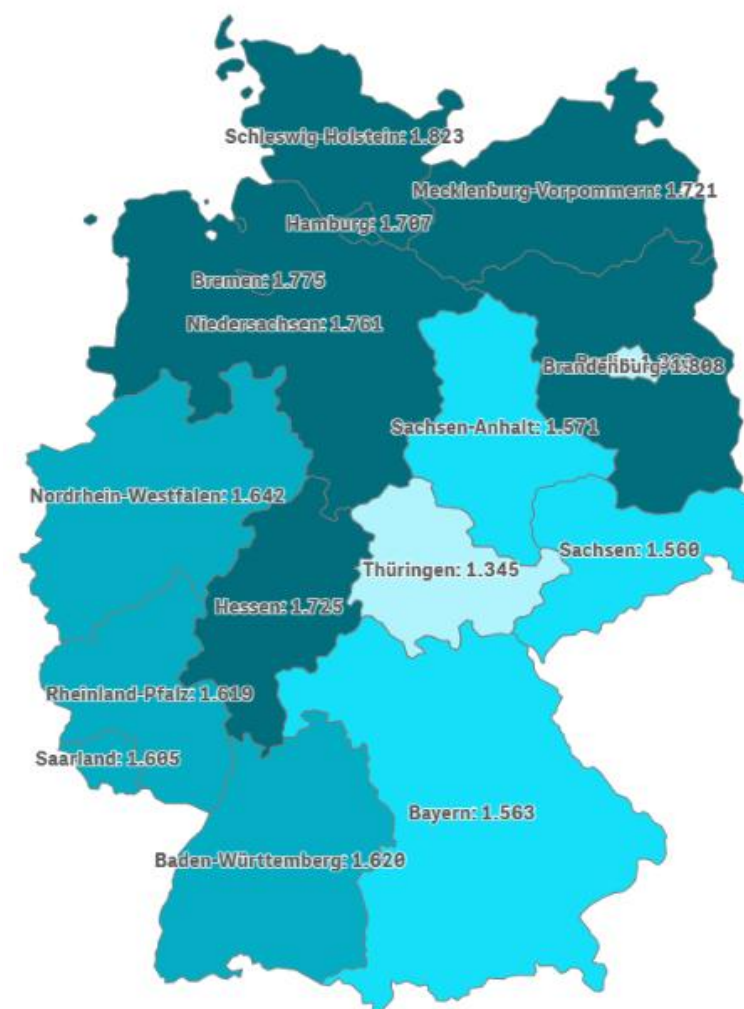 Schleswig-Holstein: 1.823
Mecklenburg-Vorpommern: 1.721
Hamburg: 1.707
Bremen: 1.775
Niedersachsen: 1.761
Brandenburg: 1.808
Sachsen-Anhalt: 1.571
Nordrhein-Westfalen: 1.642
Sachsen: 1.560
Thüringen: 1.345
Hessen: 1.725
Rheinland-Pfalz: 1.619
Saarland: 1.605
Bayern: 1.563
Baden-Württemberg: 1.620